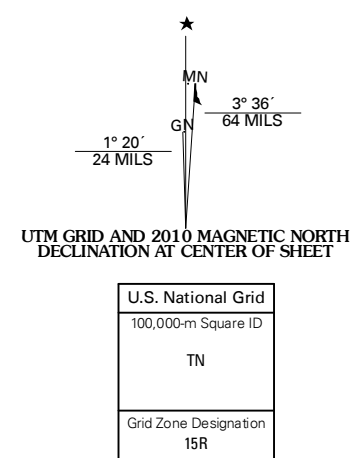 MN
3° 36´
64 MILS
GN
1° 20´
24 MILS
UTM GRID AND 2010 MAGNETIC NORTH
DECLINATION AT CENTER OF SHEET
U.S. National Grid
100,000-m Square ID
TN
Grid Zone Designation
15R